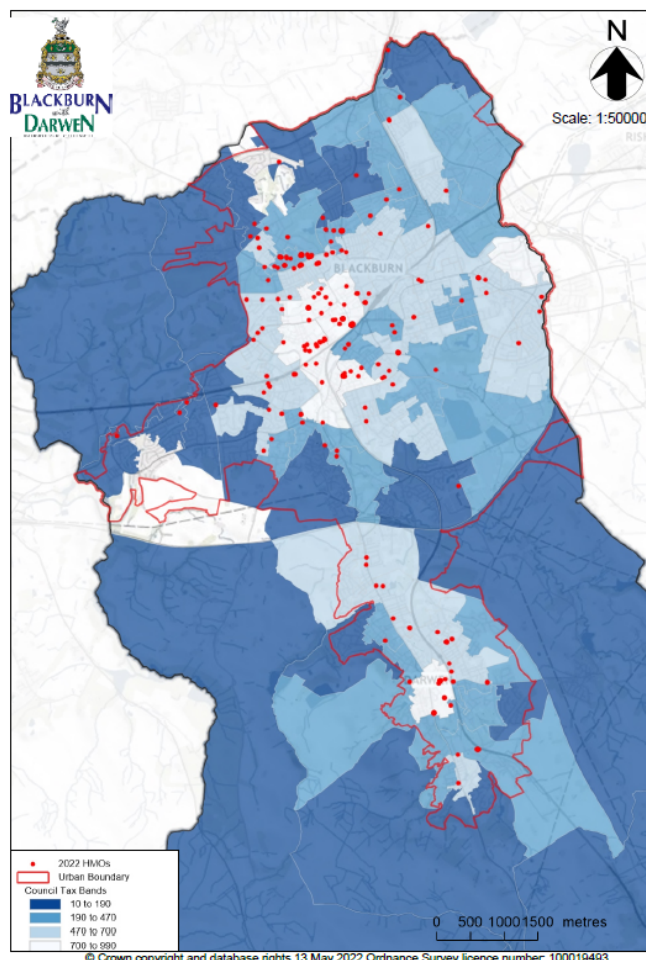 BLACKBURN
with
DARWEN
N
Scale: 1:50000
RIS
BLACKBURN
DARWEN
2022 HMOs
Urban Boundary
Council Tax Bands
10 to 190
190 to 470
470 to 700
700 to 990
0 500 1000 1500 metres
© Crown copyright and database rights 13 May 2022 Ordnance Survey licence number: 100019493